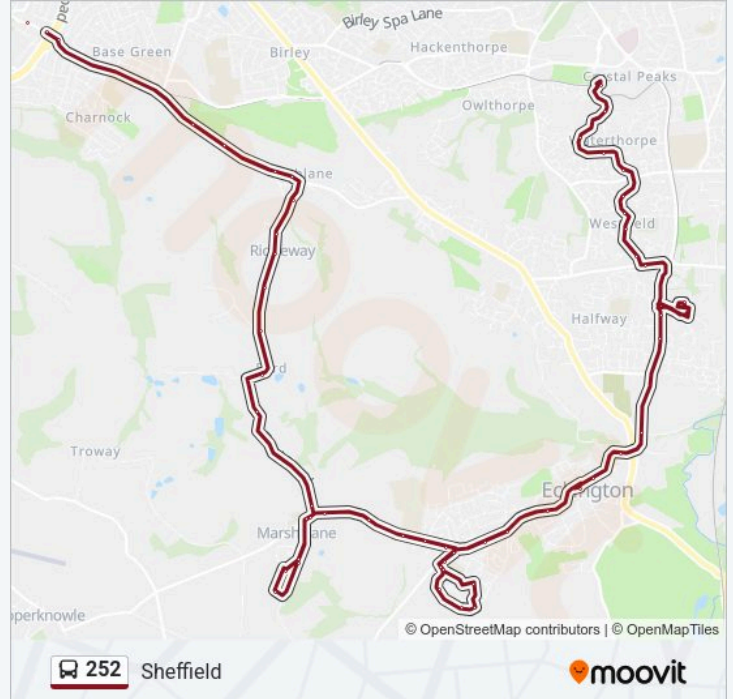 Birley Spa Lane
Base Green
Birley
Hackenthorpe
Crystal Peaks
Owlthorpe
Charnock
Waterthorpe
Westfield
Ridgeway
Halfway
Ford
Troway
Eckington
Marsh Lane
© OpenStreetMap contributors | © OpenMapTiles
252 Sheffield
moovit